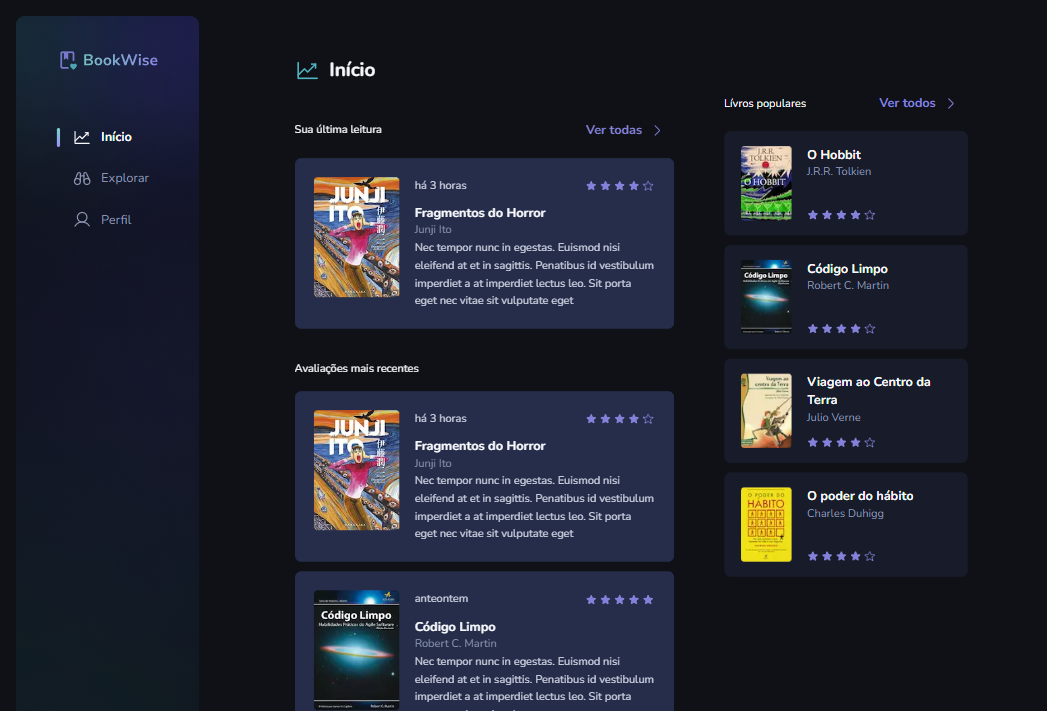 BookWise
Início
Explorar
Perfil
Início
Sua última leitura
Ver todas
há 3 horas
Fragmentos do Horror
Junji Ito
Nec tempor nunc in egestas. Euismod nisi
eleifend at et in sagittis. Penatibus id vestibulum
imperdiet a at imperdiet lectus leo. Sit porta
eget nec vitae sit vulputate eget
JUNJI
ITO
伊藤潤二
Avaliações mais recentes
há 3 horas
Fragmentos do Horror
Junji Ito
Nec tempor nunc in egestas. Euismod nisi
eleifend at et in sagittis. Penatibus id vestibulum
imperdiet a at imperdiet lectus leo. Sit porta
eget nec vitae sit vulputate eget
JUNJI
ITO
伊藤潤二
anteontem
Código Limpo
Robert C. Martin
Nec tempor nunc in egestas. Euismod nisi
eleifend at et in sagittis. Penatibus id vestibulum
imperdiet a at imperdiet lectus leo. Sit porta
Código Limpo
Habilidades Práticas do Agile Software
Robert C. Martin
Livros populares
Ver todos
O Hobbit
J.R.R. Tolkien
J.R.R.
TOLKIEN
O HOBBIT
Código Limpo
Robert C. Martin
Código Limpo
Viagem ao Centro da
Terra
Julio Verne
Viagem ao
centro da Terra
O poder do hábito
Charles Duhigg
O PODER DO
HÁBITO